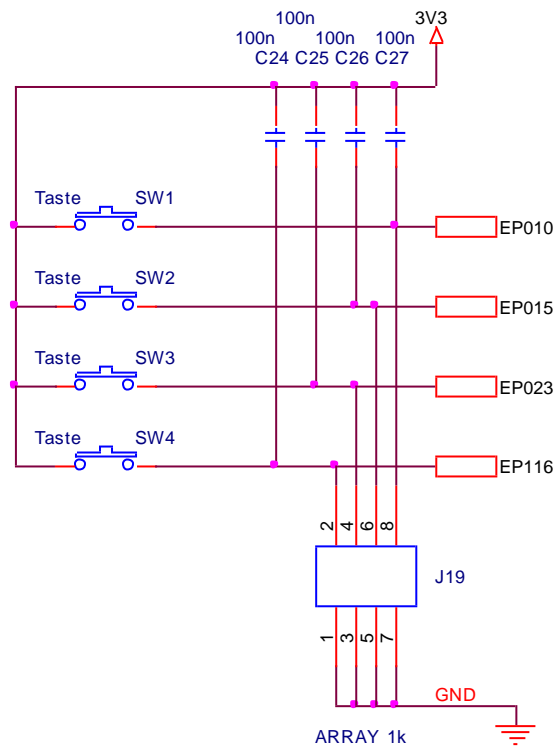 100n 3V3
100n 100n 100n
C24 C25 C26 C27
Taste SW1
EP010
Taste SW2
EP015
Taste SW3
EP023
Taste SW4
EP116
2 4 6 8
J19
1 3 5 7
GND
ARRAY 1k